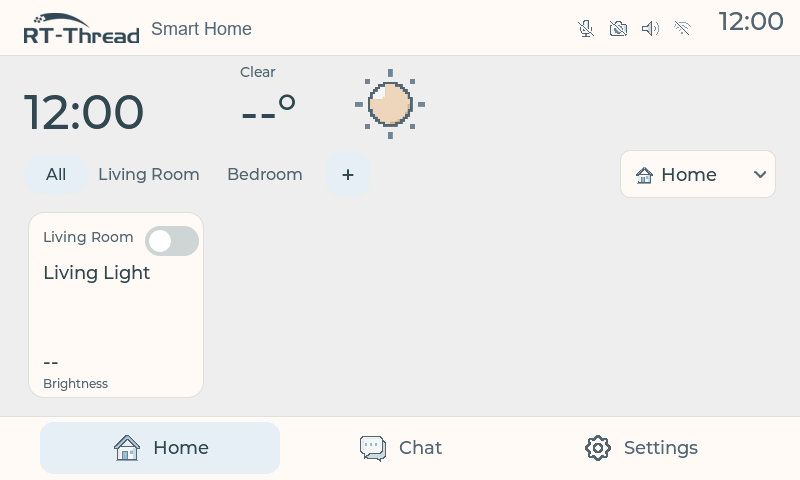 RT-Thread Smart Home 12:00
Clear
12:00 --°
All Living Room Bedroom + Home
Living Room
Living Light
--
Brightness
Home Chat Settings